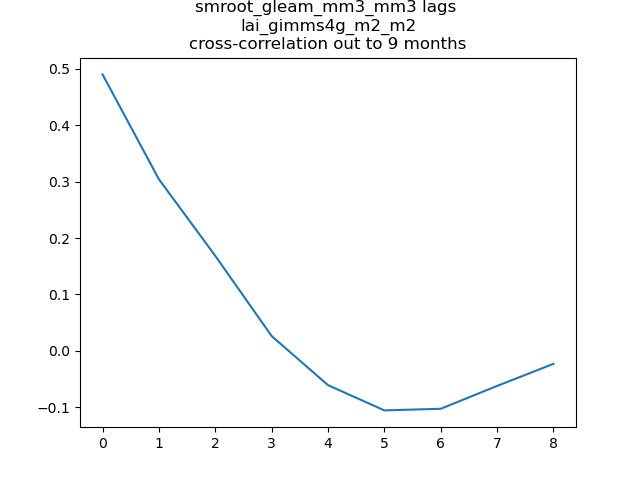 smroot_gleam_mm3_mm3 lags
lai_gimms4g_m2_m2
cross-correlation out to 9 months
0.5
0.4
0.3
0.2
0.1
0.0
−0.1
0 1 2 3 4 5 6 7 8